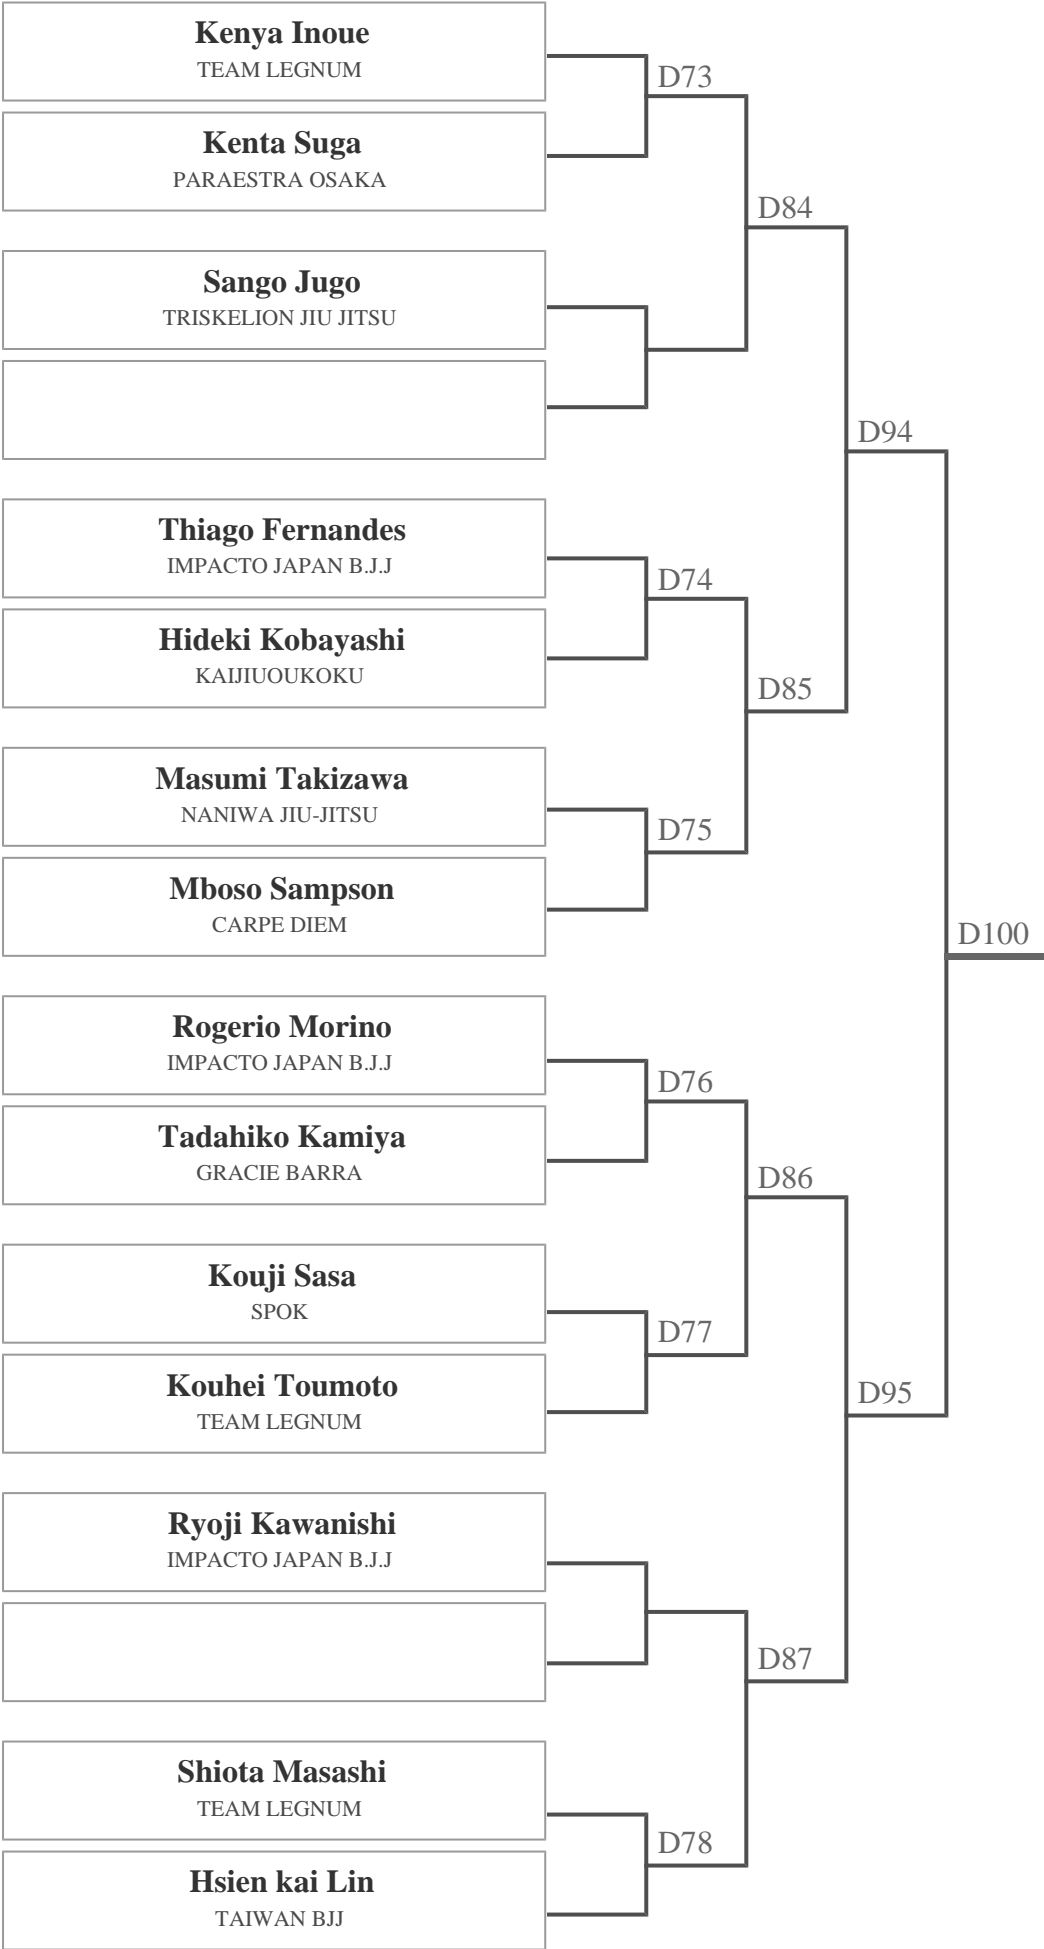 Kenya Inoue
TEAM LEGNUM
D73
Kenta Suga
PARAESTRA OSAKA
D84
Sango Jugo
TRISKELION JIU JITSU
D94
Thiago Fernandes
IMPACTO JAPAN B.J.J
D74
Hideki Kobayashi
KAIJIUOUKOKU
D85
Masumi Takizawa
NANIWA JIU-JITSU
D75
Mboso Sampson
CARPE DIEM
D100
Rogerio Morino
IMPACTO JAPAN B.J.J
D76
Tadahiko Kamiya
GRACIE BARRA
D86
Kouji Sasa
SPOK
D77
Kouhei Toumoto
TEAM LEGNUM
D95
Ryoji Kawanishi
IMPACTO JAPAN B.J.J
D87
Shiota Masashi
TEAM LEGNUM
D78
Hsien kai Lin
TAIWAN BJJ